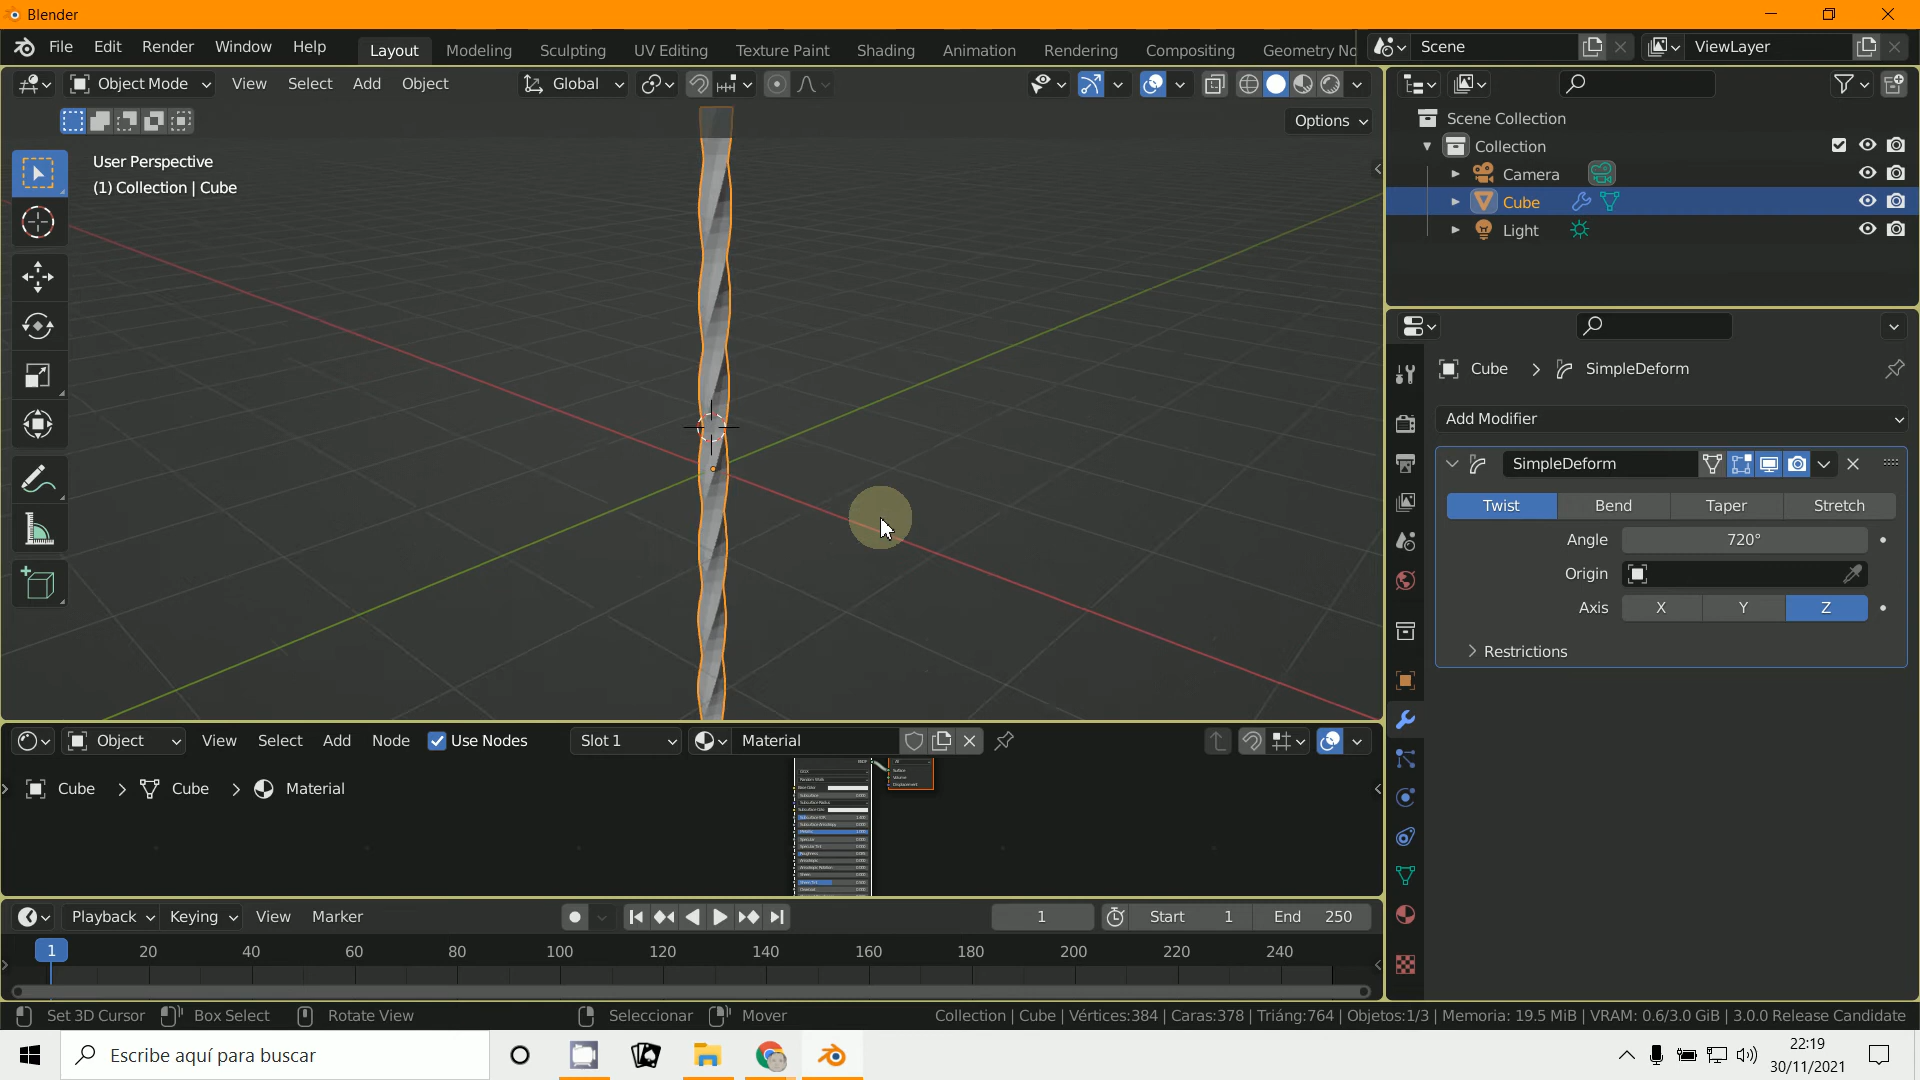 Blender
File Edit Render Window Help Layout Modeling Sculpting UV Editing Texture Paint Shading Animation Rendering Compositing Geometry No Scene ViewLayer
Object Mode View Select Add Object Global
Options
User Perspective
(1) Collection | Cube
Scene Collection
Collection
Camera
Cube
Light
Cube SimpleDeform
Add Modifier
SimpleDeform
Twist Bend Taper Stretch
Angle 720°
Origin
Axis X Y Z
Restrictions
Object View Select Add Node Use Nodes Slot 1 Material
Cube Cube Material
Playback Keying View Marker 1 Start 1 End 250
1 20 40 60 80 100 120 140 160 180 200 220 240
Set 3D Cursor Box Select Rotate View Seleccionar Mover Collection | Cube | Vértices:384 | Caras:378 | Triáng:764 | Objetos:1/3 | Memoria: 19.5 MiB | VRAM: 0.6/3.0 GiB | 3.0.0 Release Candidate
Escribe aquí para buscar
22:19
30/11/2021